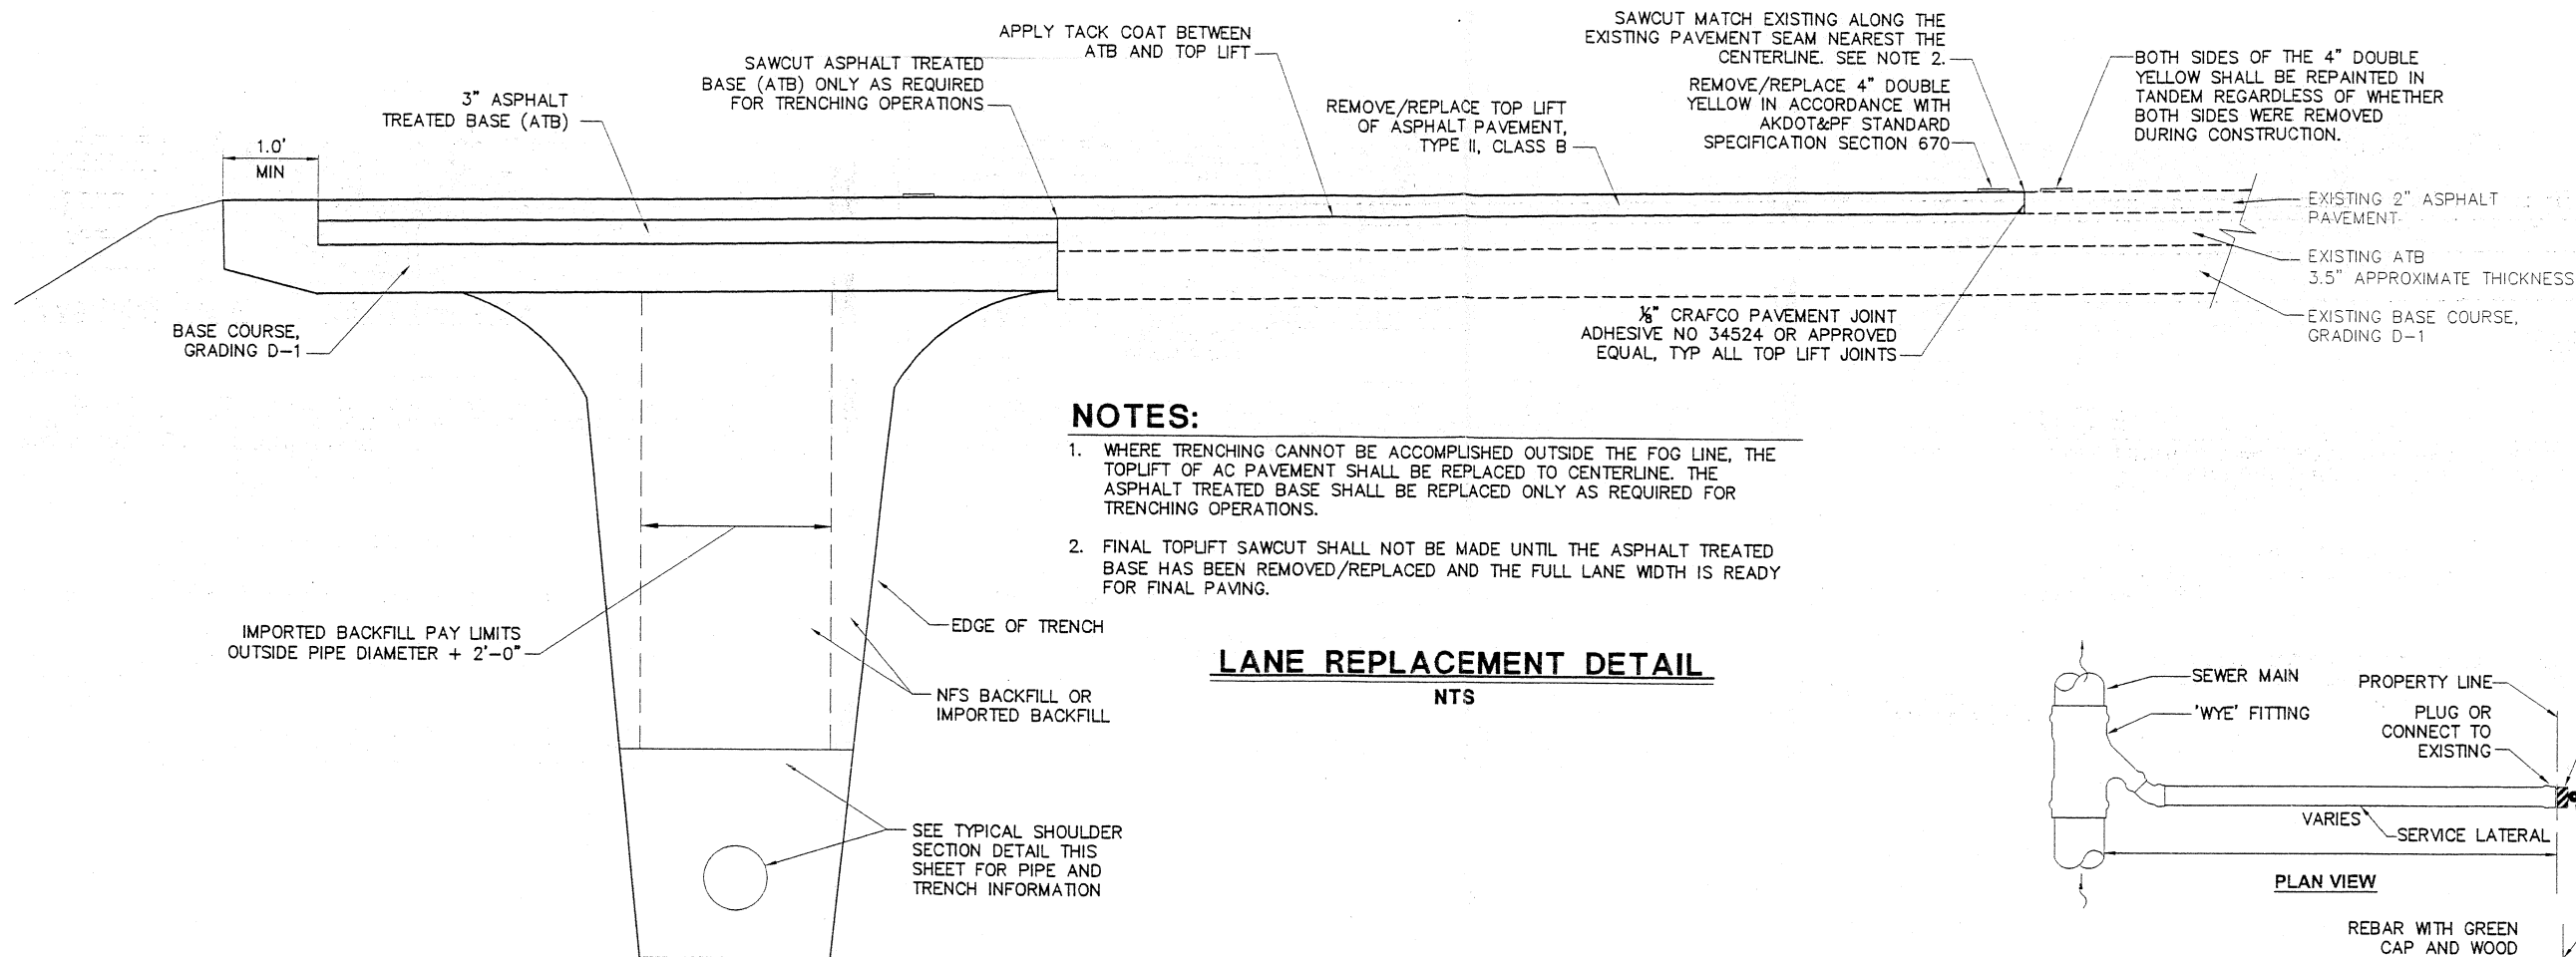 APPLY TACK COAT BETWEEN
ATB AND TOP LIFT
SAWCUT ASPHALT TREATED
BASE (ATB) ONLY AS REQUIRED
FOR TRENCHING OPERATIONS
3" ASPHALT
TREATED BASE (ATB)
1.0'
MIN
SAWCUT MATCH EXISTING ALONG THE
EXISTING PAVEMENT SEAM NEAREST THE
CENTERLINE. SEE NOTE 2.
REMOVE/REPLACE 4" DOUBLE
YELLOW IN ACCORDANCE WITH
AKDOT&PF STANDARD
SPECIFICATION SECTION 670
REMOVE/REPLACE TOP LIFT
OF ASPHALT PAVEMENT,
TYPE II, CLASS B
BOTH SIDES OF THE 4" DOUBLE
YELLOW SHALL BE REPAINTED IN
TANDEM REGARDLESS OF WHETHER
BOTH SIDES WERE REMOVED
DURING CONSTRUCTION.
EXISTING 2" ASPHALT
PAVEMENT
EXISTING ATB
3.5" APPROXIMATE THICKNESS
EXISTING BASE COURSE,
GRADING D-1
BASE COURSE,
GRADING D-1
⅛" CRAFCO PAVEMENT JOINT
ADHESIVE NO 34524 OR APPROVED
EQUAL, TYP ALL TOP LIFT JOINTS
NOTES:
1. WHERE TRENCHING CANNOT BE ACCOMPLISHED OUTSIDE THE FOG LINE, THE
TOPLIFT OF AC PAVEMENT SHALL BE REPLACED TO CENTERLINE. THE
ASPHALT TREATED BASE SHALL BE REPLACED ONLY AS REQUIRED FOR
TRENCHING OPERATIONS.
2. FINAL TOPLIFT SAWCUT SHALL NOT BE MADE UNTIL THE ASPHALT TREATED
BASE HAS BEEN REMOVED/REPLACED AND THE FULL LANE WIDTH IS READY
FOR FINAL PAVING.
IMPORTED BACKFILL PAY LIMITS
OUTSIDE PIPE DIAMETER + 2'-0"
EDGE OF TRENCH
NFS BACKFILL OR
IMPORTED BACKFILL
SEE TYPICAL SHOULDER
SECTION DETAIL THIS
SHEET FOR PIPE AND
TRENCH INFORMATION
LANE REPLACEMENT DETAIL
NTS
SEWER MAIN
'WYE' FITTING
PROPERTY LINE
PLUG OR
CONNECT TO
EXISTING
VARIES
SERVICE LATERAL
PLAN VIEW
REBAR WITH GREEN
CAP AND WOOD